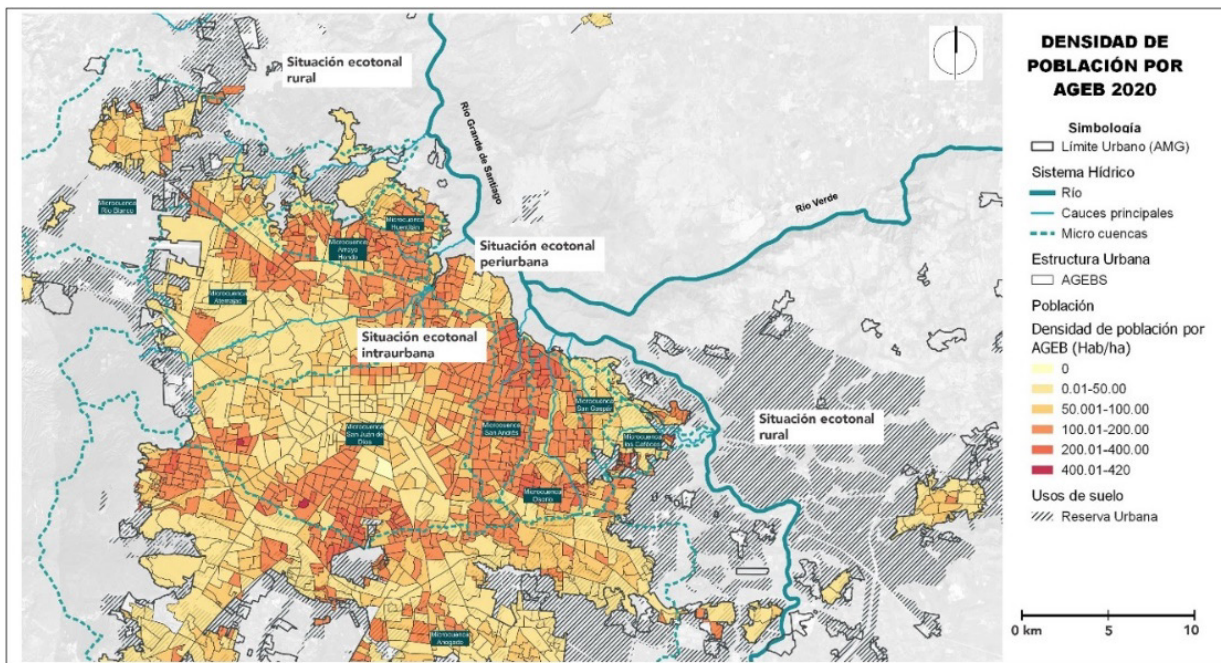 Situación ecotonal
rural
Río Grande de Santiago
Río Verde
Microcuenca
Río Blanco
Microcuenca
Arroyo
Hondo
Microcuenca
Situación ecotonal
periurbana
Microcuenca
Atemajac
Situación ecotonal
intraurbana
Microcuenca
San Gaspar
Microcuenca
San Juan de
Dios
Microcuenca
San Andrés
Microcuenca
Situación ecotonal
rural
Microcuenca
Osorio
Microcuenca
Ahogado
DENSIDAD DE
POBLACIÓN POR
AGEB 2020
Simbología
Límite Urbano (AMG)
Sistema Hídrico
Río
Cauces principales
Micro cuencas
Estructura Urbana
AGEBS
Población
Densidad de población por
AGEB (Hab/ha)
0
0.01-50.00
50.001-100.00
100.01-200.00
200.01-400.00
400.01-420
Usos de suelo
Reserva Urbana
0 km 5 10